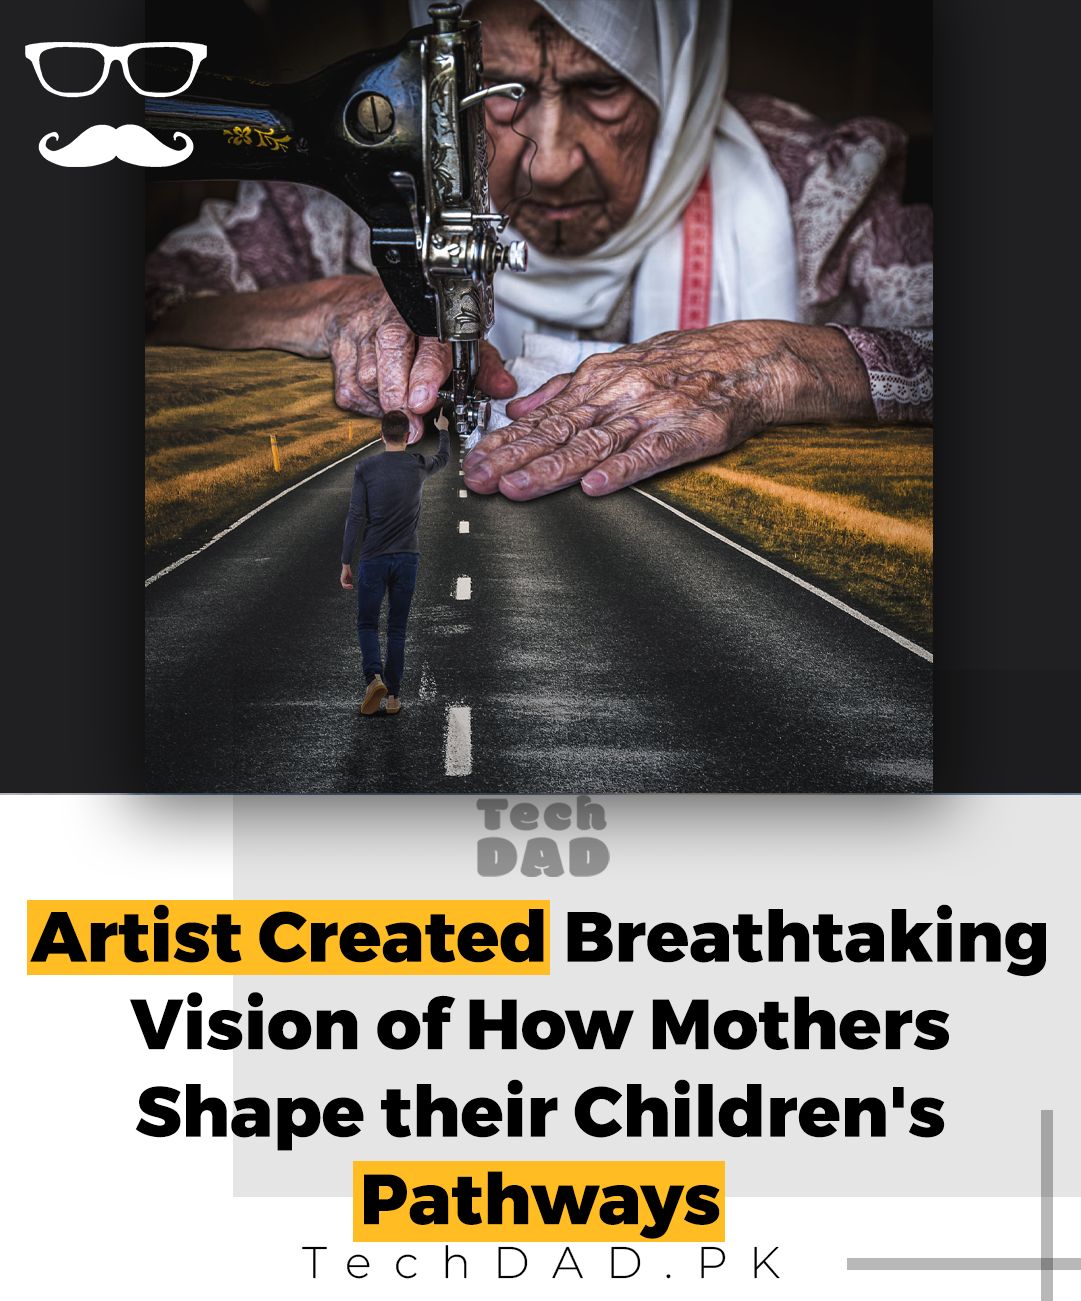 Tech
DAD
Artist Created Breathtaking
Vision of How Mothers
Shape their Children's
Pathways
TechDAD.PK